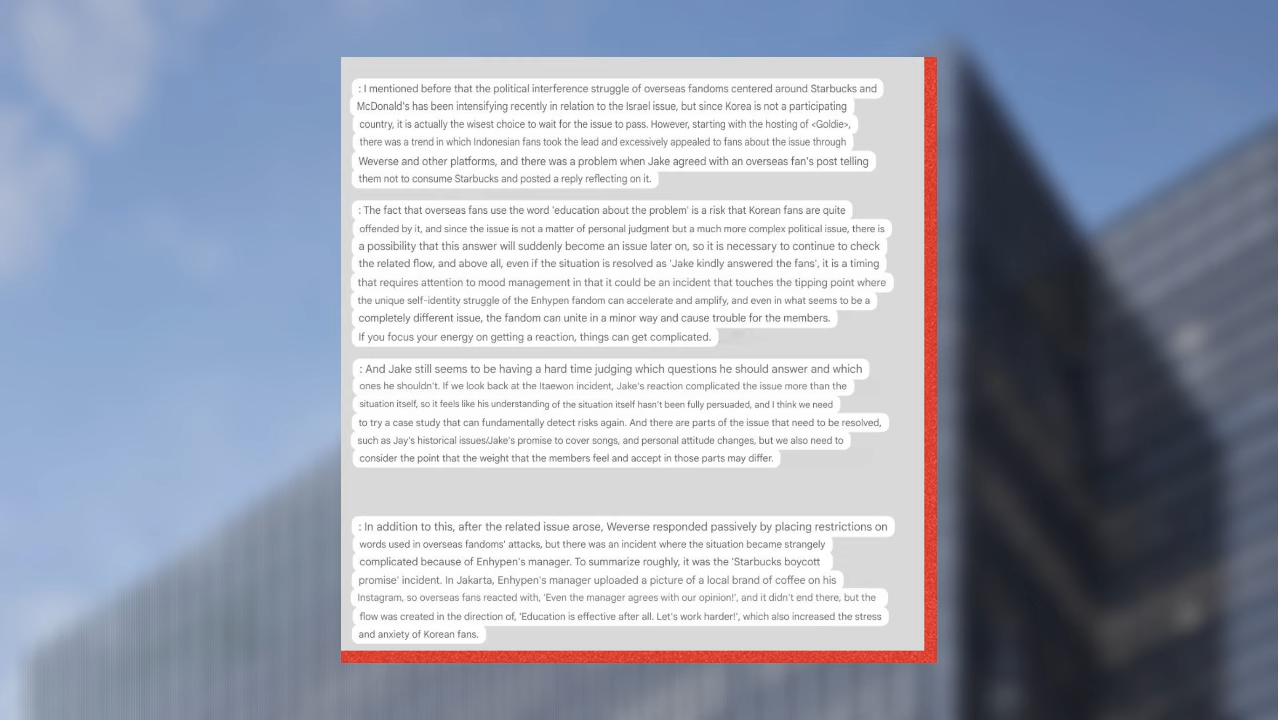 : I mentioned before that the political interference struggle of overseas fandoms centered around Starbucks and
McDonald's has been intensifying recently in relation to the Israel issue, but since Korea is not a participating
country, it is actually the wisest choice to wait for the issue to pass. However, starting with the hosting of <Goldie>,
there was a trend in which Indonesian fans took the lead and excessively appealed to fans about the issue through
Weverse and other platforms, and there was a problem when Jake agreed with an overseas fan's post telling
them not to consume Starbucks and posted a reply reflecting on it.
: The fact that overseas fans use the word 'education about the problem' is a risk that Korean fans are quite
offended by it, and since the issue is not a matter of personal judgment but a much more complex political issue, there is
a possibility that this answer will suddenly become an issue later on, so it is necessary to continue to check
the related flow, and above all, even if the situation is resolved as 'Jake kindly answered the fans', it is a timing
that requires attention to mood management in that it could be an incident that touches the tipping point where
the unique self-identity struggle of the Enhypen fandom can accelerate and amplify, and even in what seems to be a
completely different issue, the fandom can unite in a minor way and cause trouble for the members.
If you focus your energy on getting a reaction, things can get complicated.
: And Jake still seems to be having a hard time judging which questions he should answer and which
ones he shouldn't. If we look back at the Itaewon incident, Jake's reaction complicated the issue more than the
situation itself, so it feels like his understanding of the situation itself hasn't been fully persuaded, and I think we need
to try a case study that can fundamentally detect risks again. And there are parts of the issue that need to be resolved,
such as Jay's historical issues/Jake's promise to cover songs, and personal attitude changes, but we also need to
consider the point that the weight that the members feel and accept in those parts may differ.
: In addition to this, after the related issue arose, Weverse responded passively by placing restrictions on
words used in overseas fandoms' attacks, but there was an incident where the situation became strangely
complicated because of Enhypen's manager. To summarize roughly, it was the 'Starbucks boycott
promise' incident. In Jakarta, Enhypen's manager uploaded a picture of a local brand of coffee on his
Instagram, so overseas fans reacted with, 'Even the manager agrees with our opinion!', and it didn't end there, but the
flow was created in the direction of, 'Education is effective after all. Let's work harder!', which also increased the stress
and anxiety of Korean fans.